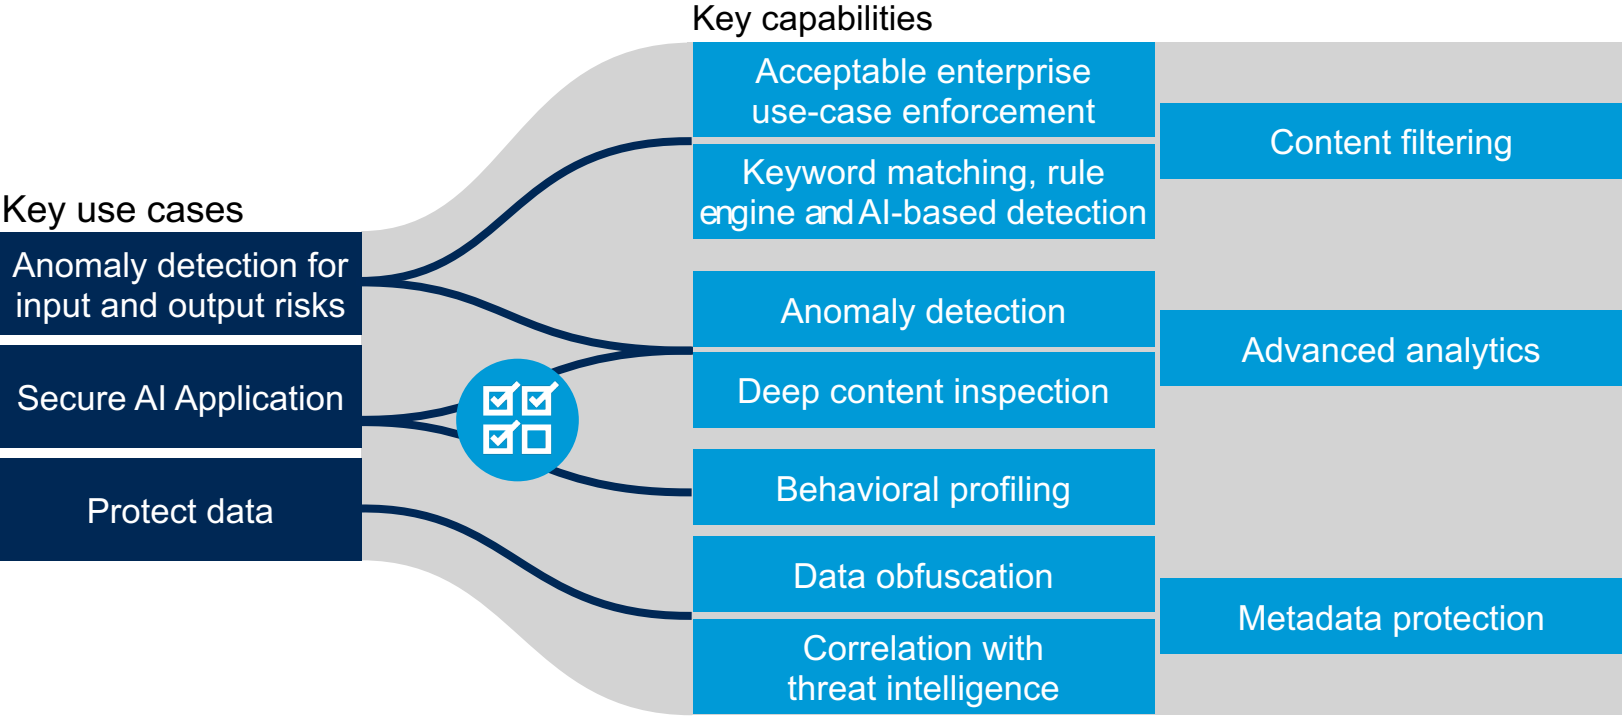 Key capabilities
Acceptable enterprise
use-case enforcement
Content filtering
Keyword matching, rule
engine and AI-based detection
Key use cases
Anomaly detection for
input and output risks
Anomaly detection
Advanced analytics
Secure AI Application
Deep content inspection
Behavioral profiling
Protect data
Data obfuscation
Metadada protection
Correlation with
threat intelligence